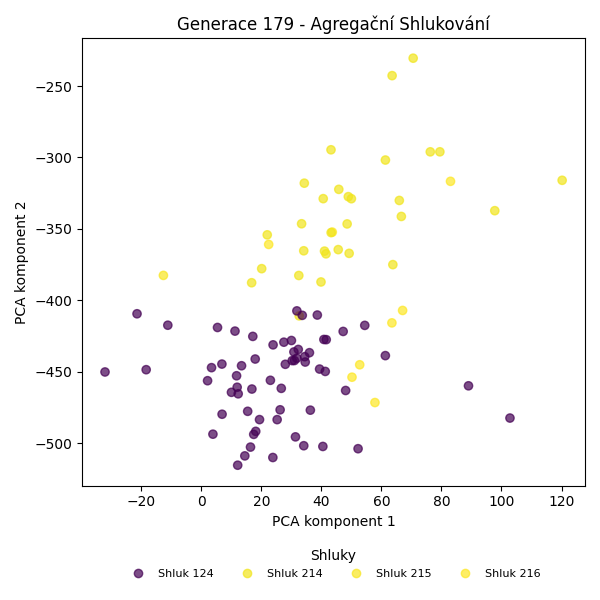 Generace 179 - Agregační Shlukování
PCA komponent 2
−250
−300
−350
−400
−450
−500
−20
0
20
40
60
80
100
120
PCA komponent 1
Shluky
Shluk 124
Shluk 214
Shluk 215
Shluk 216